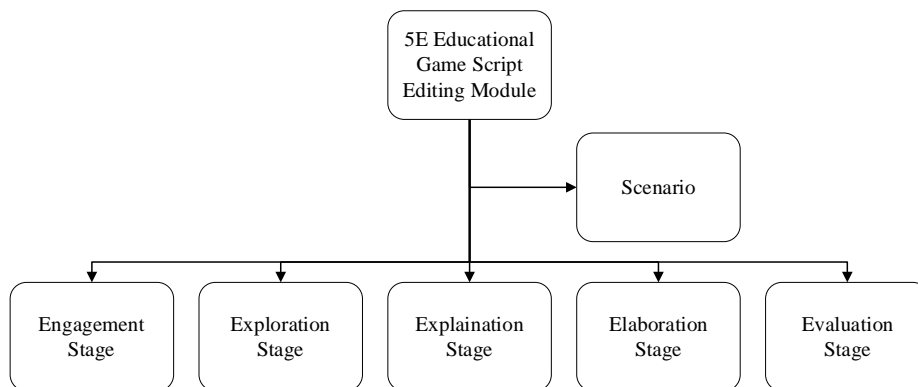 5E Educational
Game Script
Editing Module
Scenario
Engagement
Stage
Exploration
Stage
Explaination
Stage
Elaboration
Stage
Evaluation
Stage